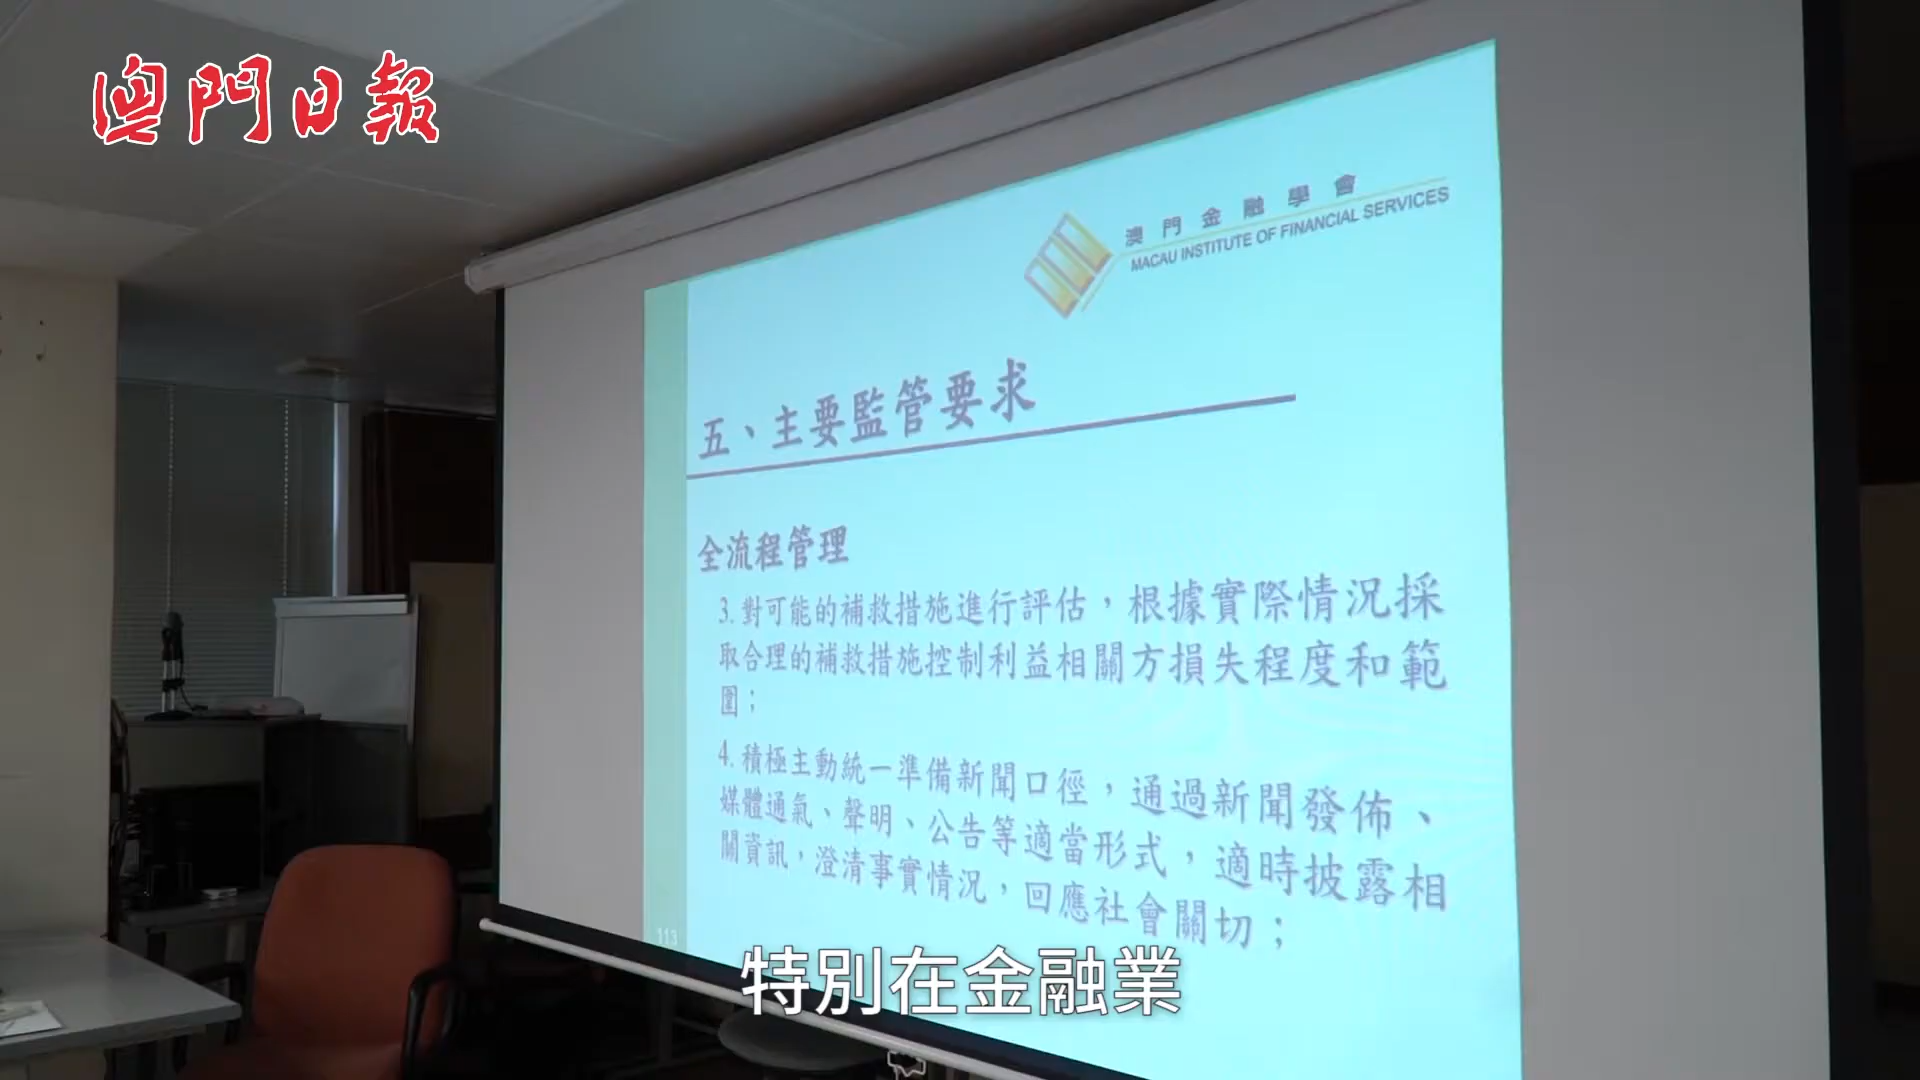 澳門日報
澳門金融學會
MACAU INSTITUTE OF FINANCIAL SERVICES
五、主要監管要求
全流程管理
3. 對可能的補救措施進行評估，根據實際情況採
取合理的補救措施控制利益相關方損失程度和範
圍；
4. 積極主動統一準備新聞口徑，通過新聞發佈、
媒體通氣、聲明、公告等適當形式，適時披露相
關資訊，澄清事實情況，回應社會關切；
113
特別在金融業